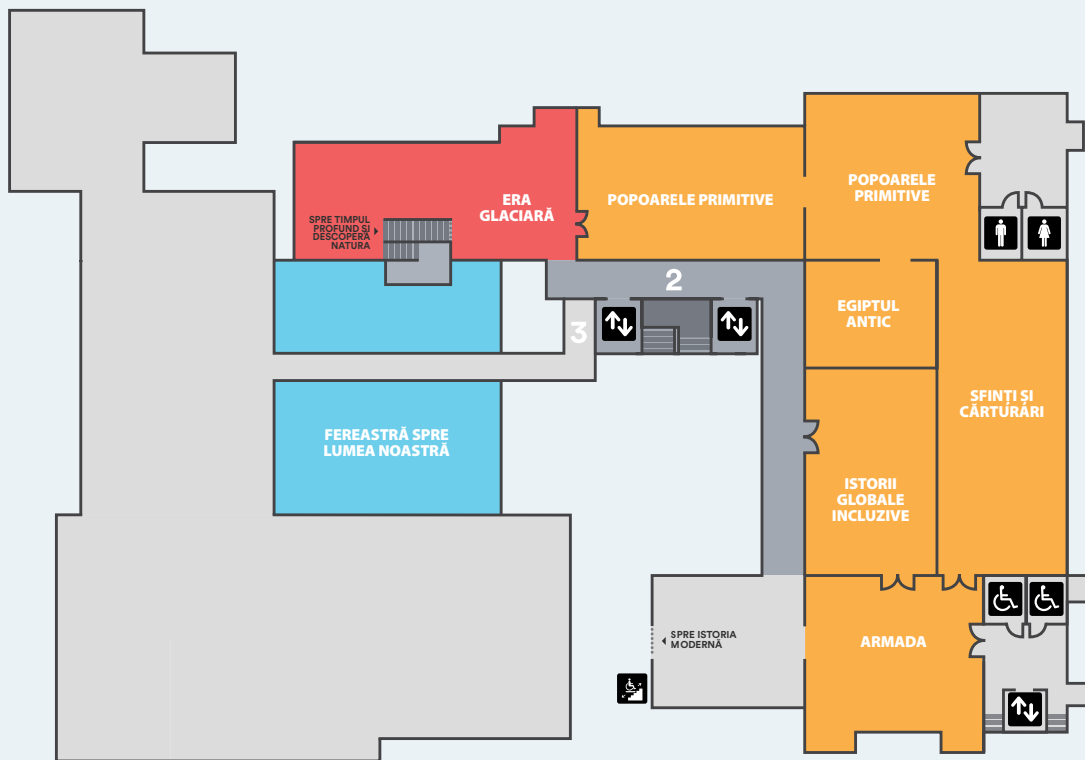 ERA
GLACIARĂ
POPOARELE PRIMITIVE
POPOARELE
PRIMITIVE
SPRE TIMPUL
PROFUND SI
DESCOPERĂ
NATURA
2
3
EGIPTUL
ANTIC
SFINȚI ȘI
CĂRTURARI
FEREASTRĂ SPRE
LUMEA NOASTRĂ
ISTORII
GLOBALE
INCLUZIVE
SPRE ISTORIA
MODERNĂ
ARMADA